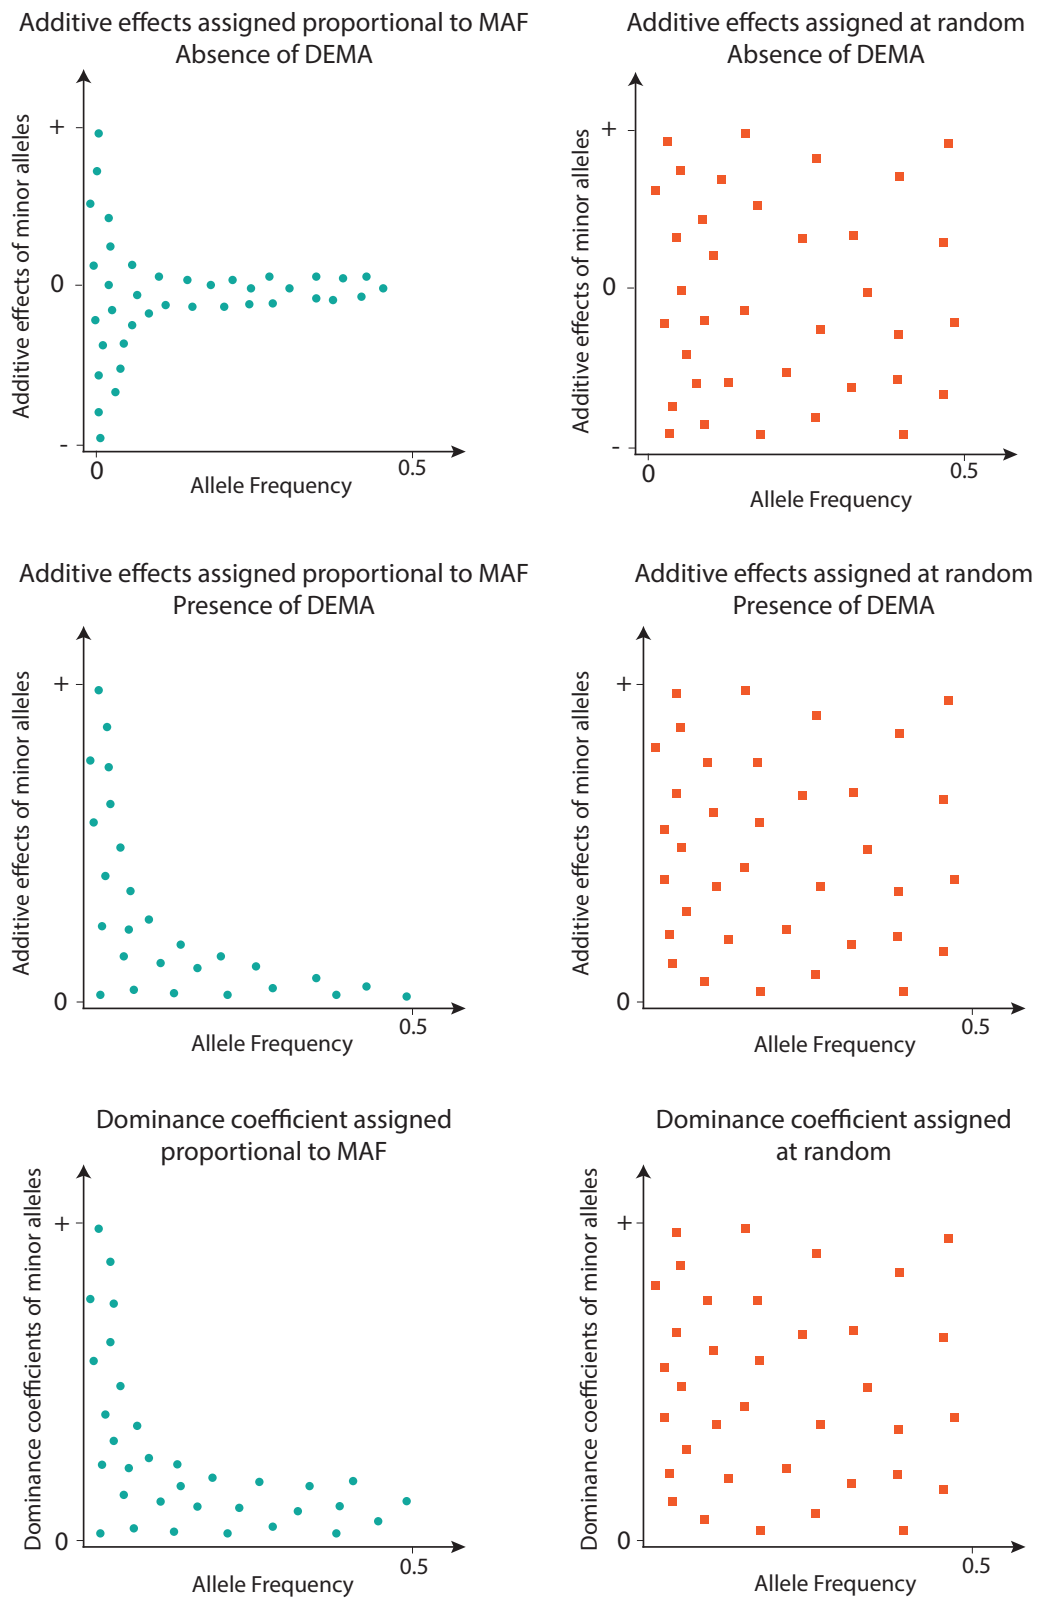 Additive effects assigned proportional to MAF
Absence of DEMA
Additive effects of minor alleles
+
0
-
0
0.5
Allele Frequency
Additive effects assigned at random
Absence of DEMA
Additive effects of minor alleles
+
0
-
0
0.5
Allele Frequency
Additive effects assigned proportional to MAF
Presence of DEMA
Additive effects of minor alleles
+
0
0.5
Allele Frequency
Additive effects assigned at random
Presence of DEMA
Additive effects of minor alleles
+
0
0.5
Allele Frequency
Dominance coefficient assigned
proportional to MAF
Dominance coefficients of minor alleles
+
0
0.5
Allele Frequency
Dominance coefficient assigned
at random
Dominance coefficients of minor alleles
+
0
0.5
Allele Frequency